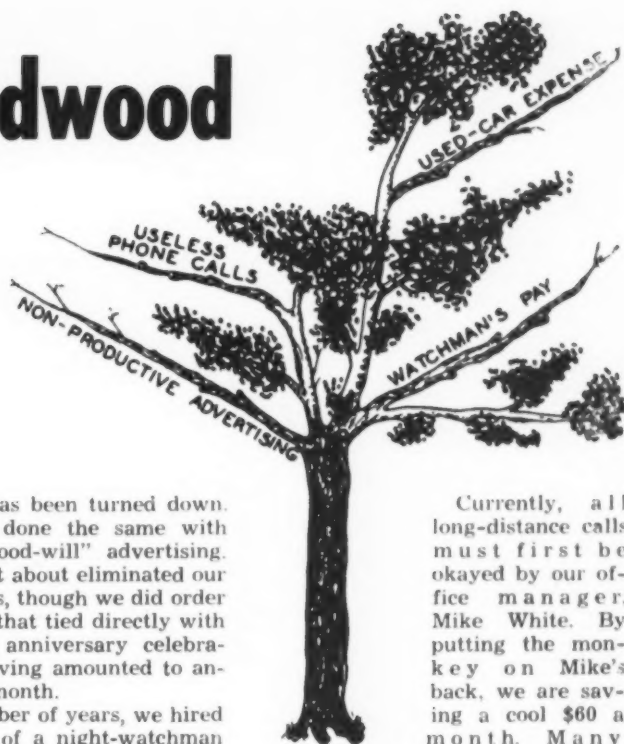 dwood
USED-CAR EXPENSE
USELESS
PHONE CALLS
WATCHMAN'S PAY
NON-PRODUCTIVE ADVERTISING
as been turned down.
done the same with
ood-will" advertising.
t about eliminated our
s, though we did order
that tied directly with
anniversary celebra-
ving amounted to an-
month.
ber of years, we hired
of a night-watchman
Currently, all
long-distance calls
must first be
okayed by our of-
fice manager,
Mike White. By
putting the mon-
key on Mike's
back, we are sav-
ing a cool $60 a
month. Many